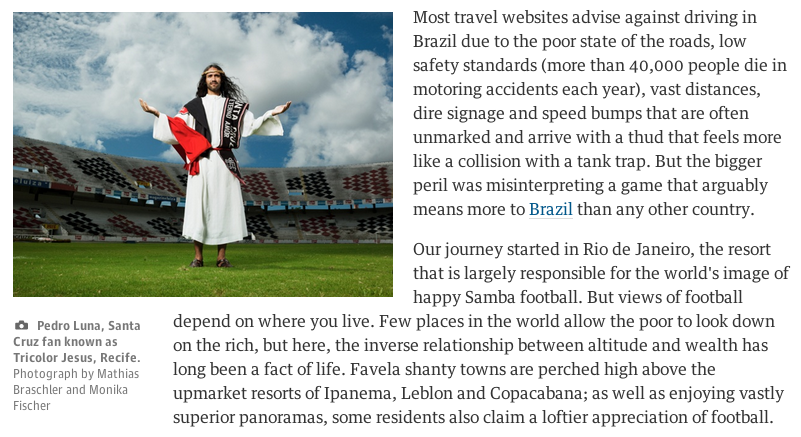 Most travel websites advise against driving in
Brazil due to the poor state of the roads, low
safety standards (more than 40,000 people die in
motoring accidents each year), vast distances,
dire signage and speed bumps that are often
unmarked and arrive with a thud that feels more
like a collision with a tank trap. But the bigger
peril was misinterpreting a game that arguably
means more to Brazil than any other country.
Our journey started in Rio de Janeiro, the resort
that is largely responsible for the world's image of
happy Samba football. But views of football
depend on where you live. Few places in the world allow the poor to look down
on the rich, but here, the inverse relationship between altitude and wealth has
long been a fact of life. Favela shanty towns are perched high above the
upmarket resorts of Ipanema, Leblon and Copacabana; as well as enjoying vastly
superior panoramas, some residents also claim a loftier appreciation of football.
Pedro Luna, Santa
Cruz fan known as
Tricolor Jesus, Recife.
Photograph by Mathias
Braschler and Monika
Fischer